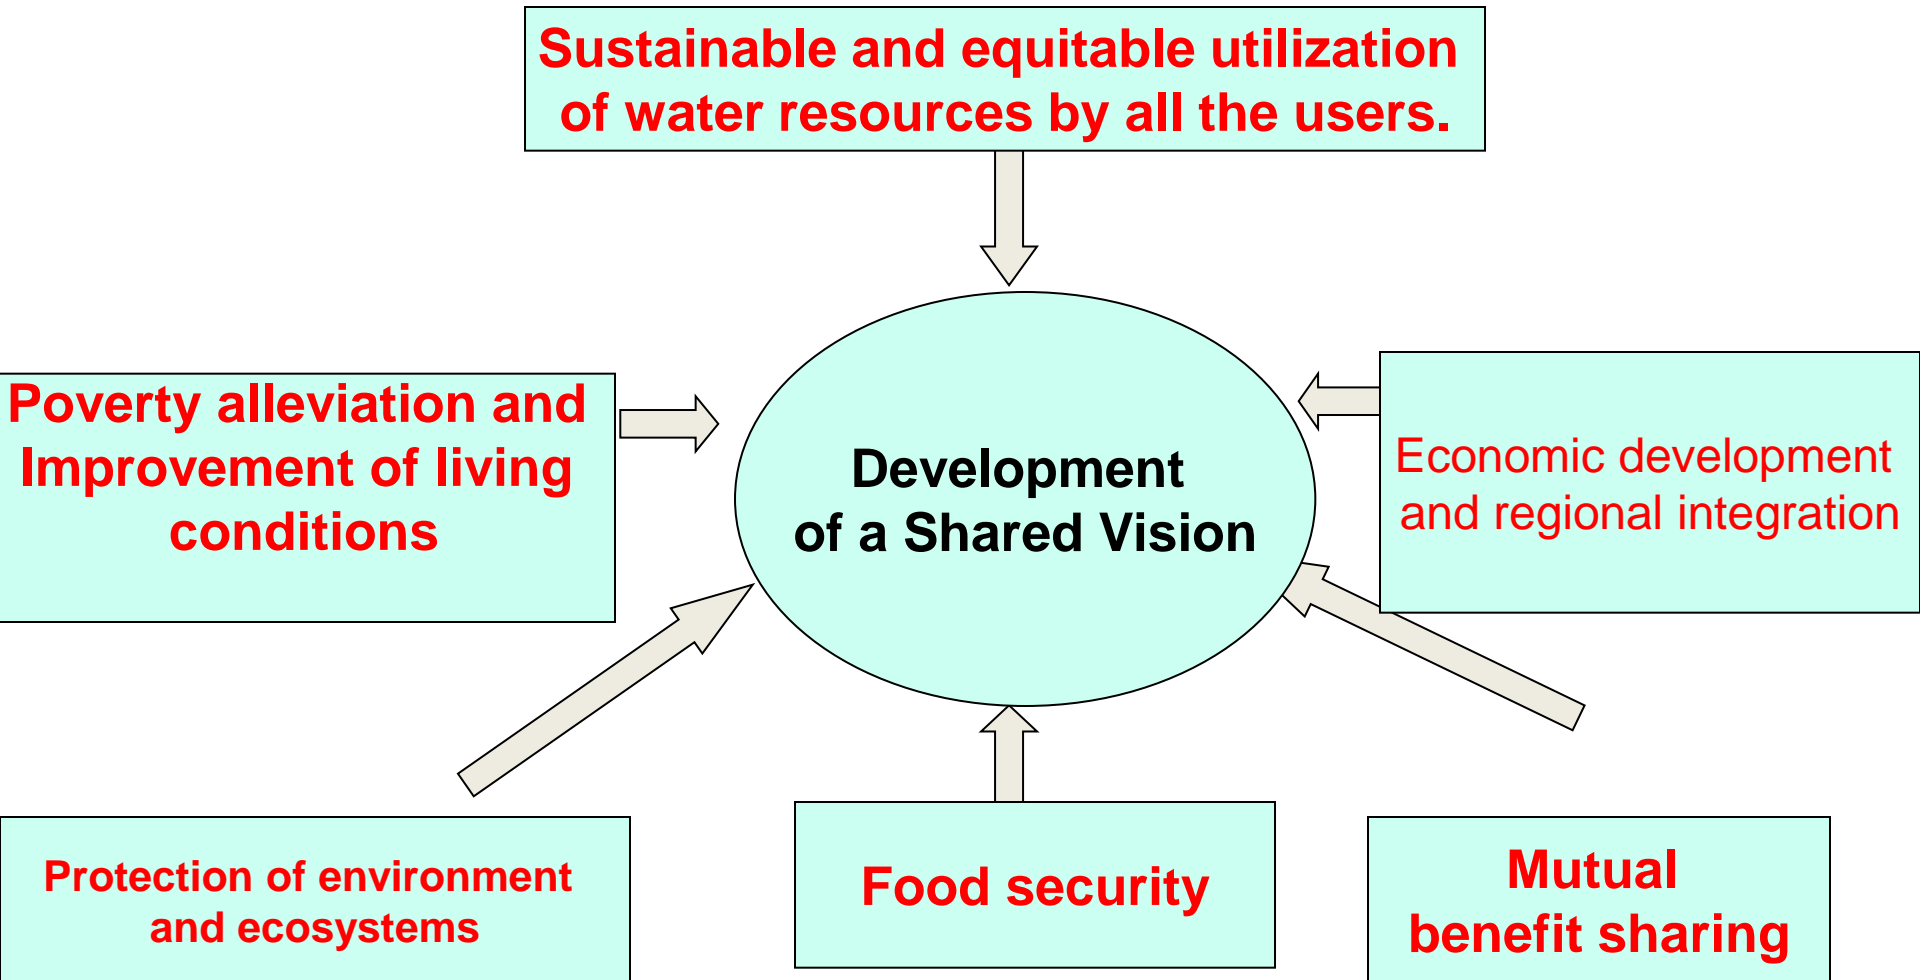 Sustainable and equitable utilization
of water resources by all the users.
Poverty alleviation and
Improvement of living
conditions
Development
of a Shared Vision
Economic development
and regional integration
Protection of environment
and ecosystems
Food security
Mutual
benefit sharing